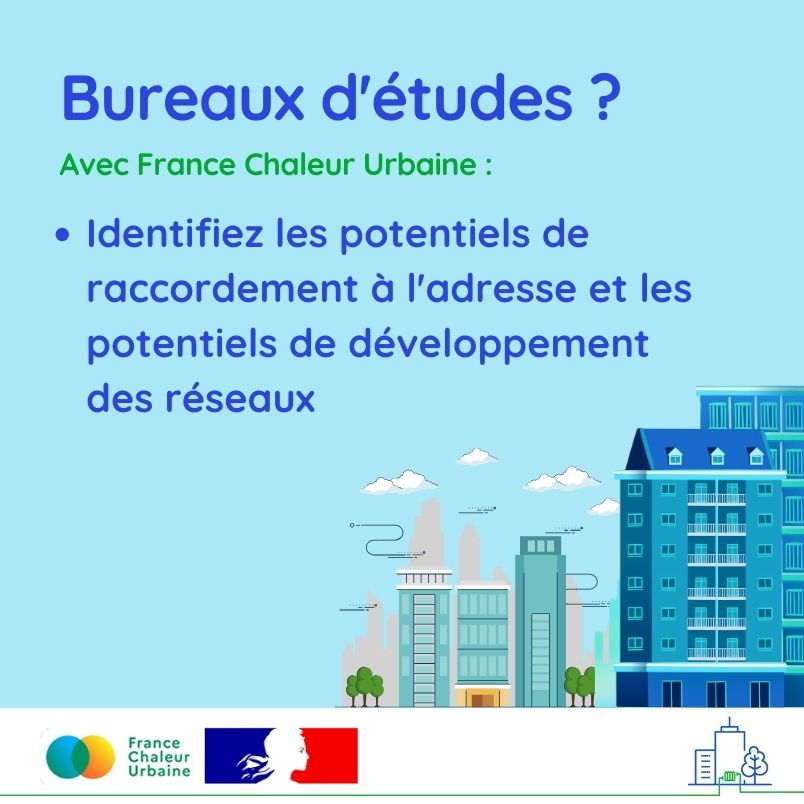 Bureaux d'études ?
Avec France Chaleur Urbaine :
• Identifiez les potentiels de
raccordement à l'adresse et les
potentiels de développement
des réseaux
France
Chaleur
Urbaine